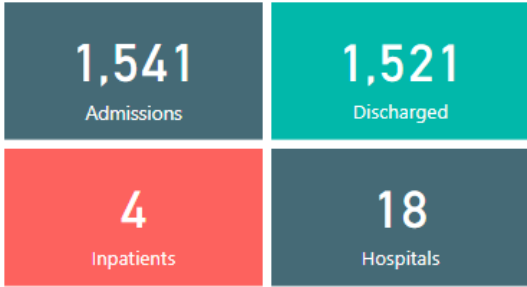 1,541
Admissions
1,521
Discharged
4
Inpatients
18
Hospitals